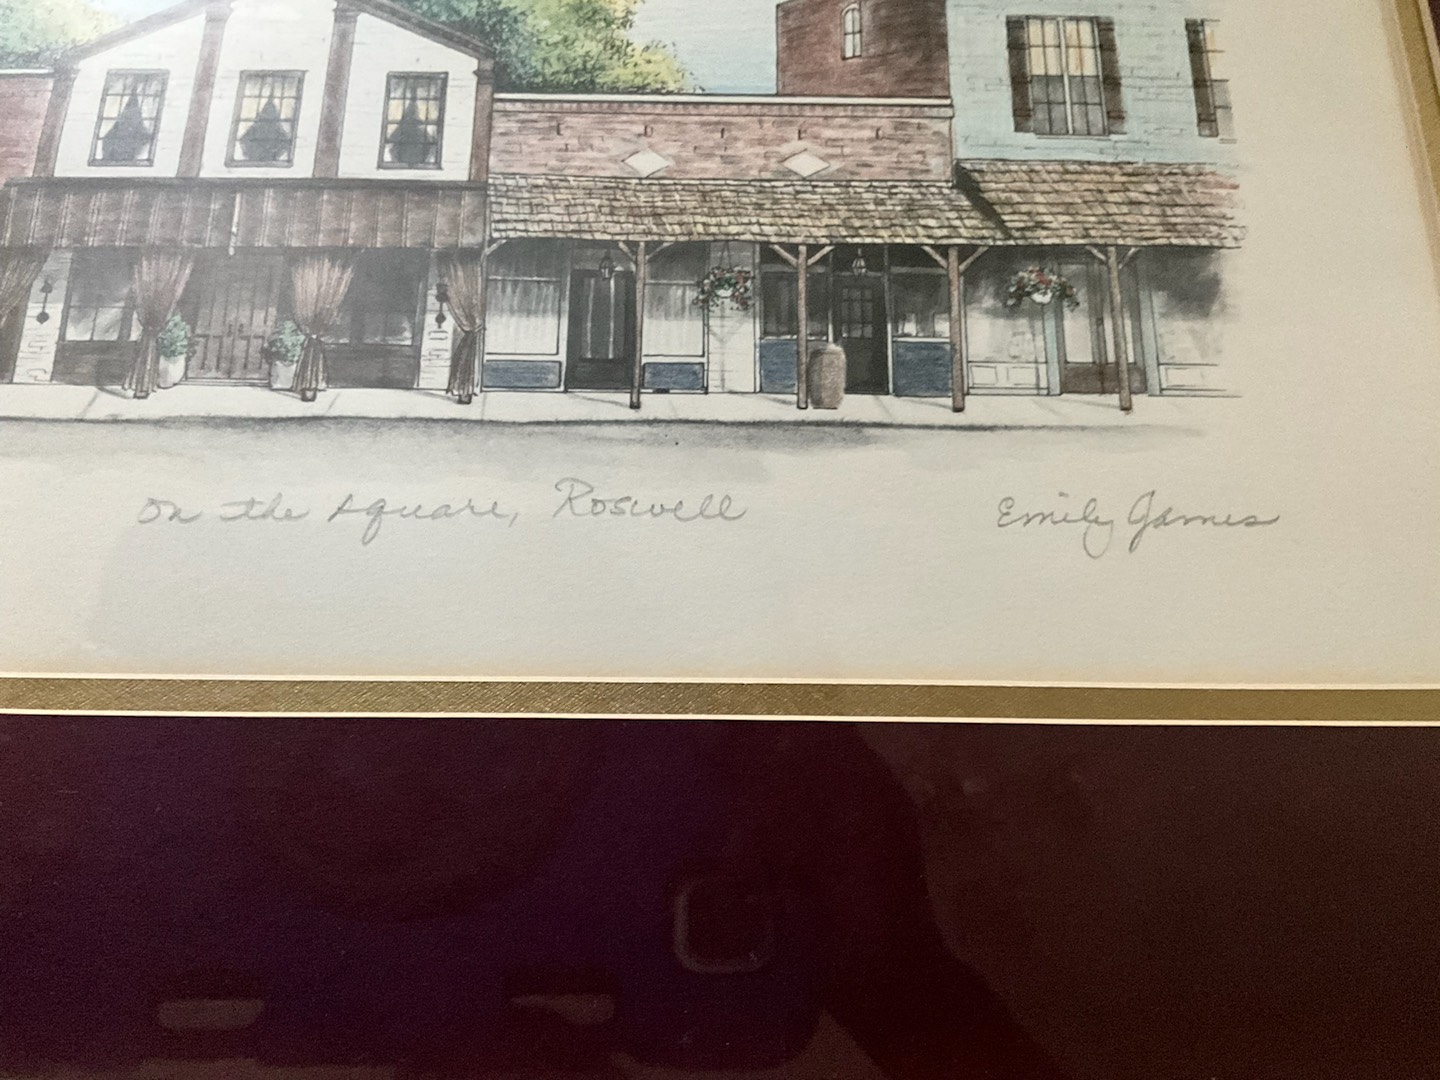 On the Square, Roswell
Emily James